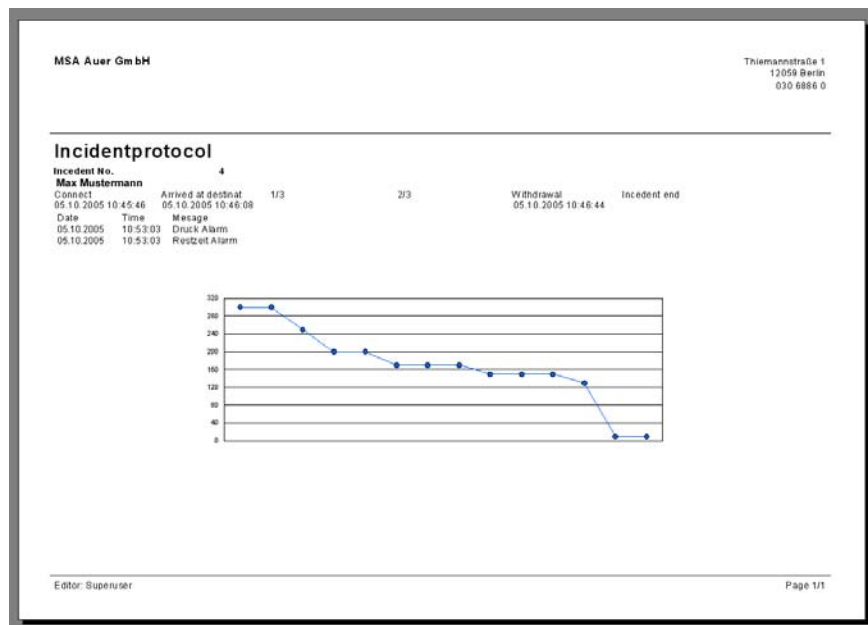 MSA Auer GmbH
Thiemannstraße 1
12059 Berlin
030 6886 0
Incidentprotocol
Incedent No. 4
Max Mustermann
Connect Arrived at destinat 1/3 2/3 Withdrawal Incedent end
05.10.2005 10:45:46 05.10.2005 10:46:08 05.10.2005 10:46:44
Date Time Mesage
05.10.2005 10:53:03 Druck Alarm
05.10.2005 10:53:03 Restzeit Alarm
320
280
240
200
160
120
80
40
0
Editor: Superuser Page 1/1